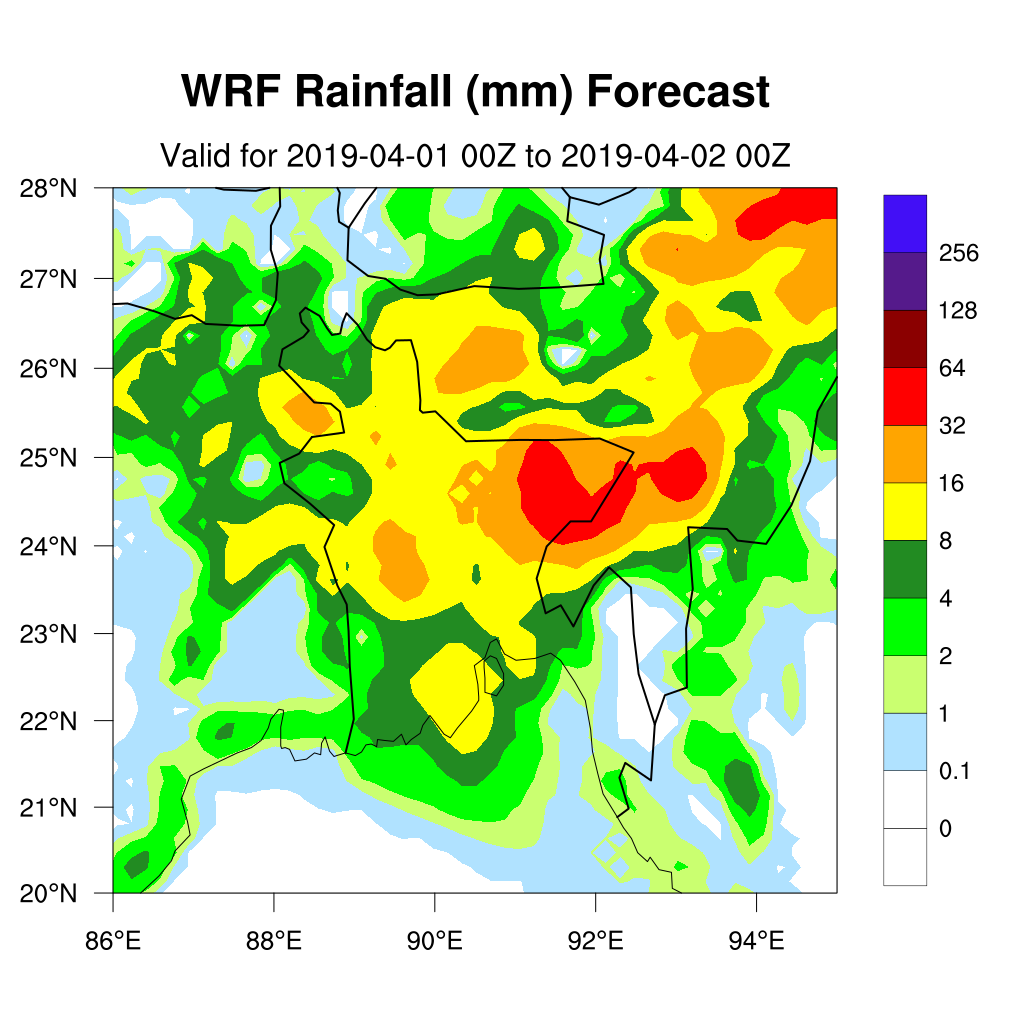 WRF Rainfall (mm) Forecast
Valid for 2019-04-01 00Z to 2019-04-02 00Z
28°N
27°N
26°N
25°N
24°N
23°N
22°N
21°N
20°N
86°E 88°E 90°E 92°E 94°E
256
128
64
32
16
8
4
2
1
0.1
0